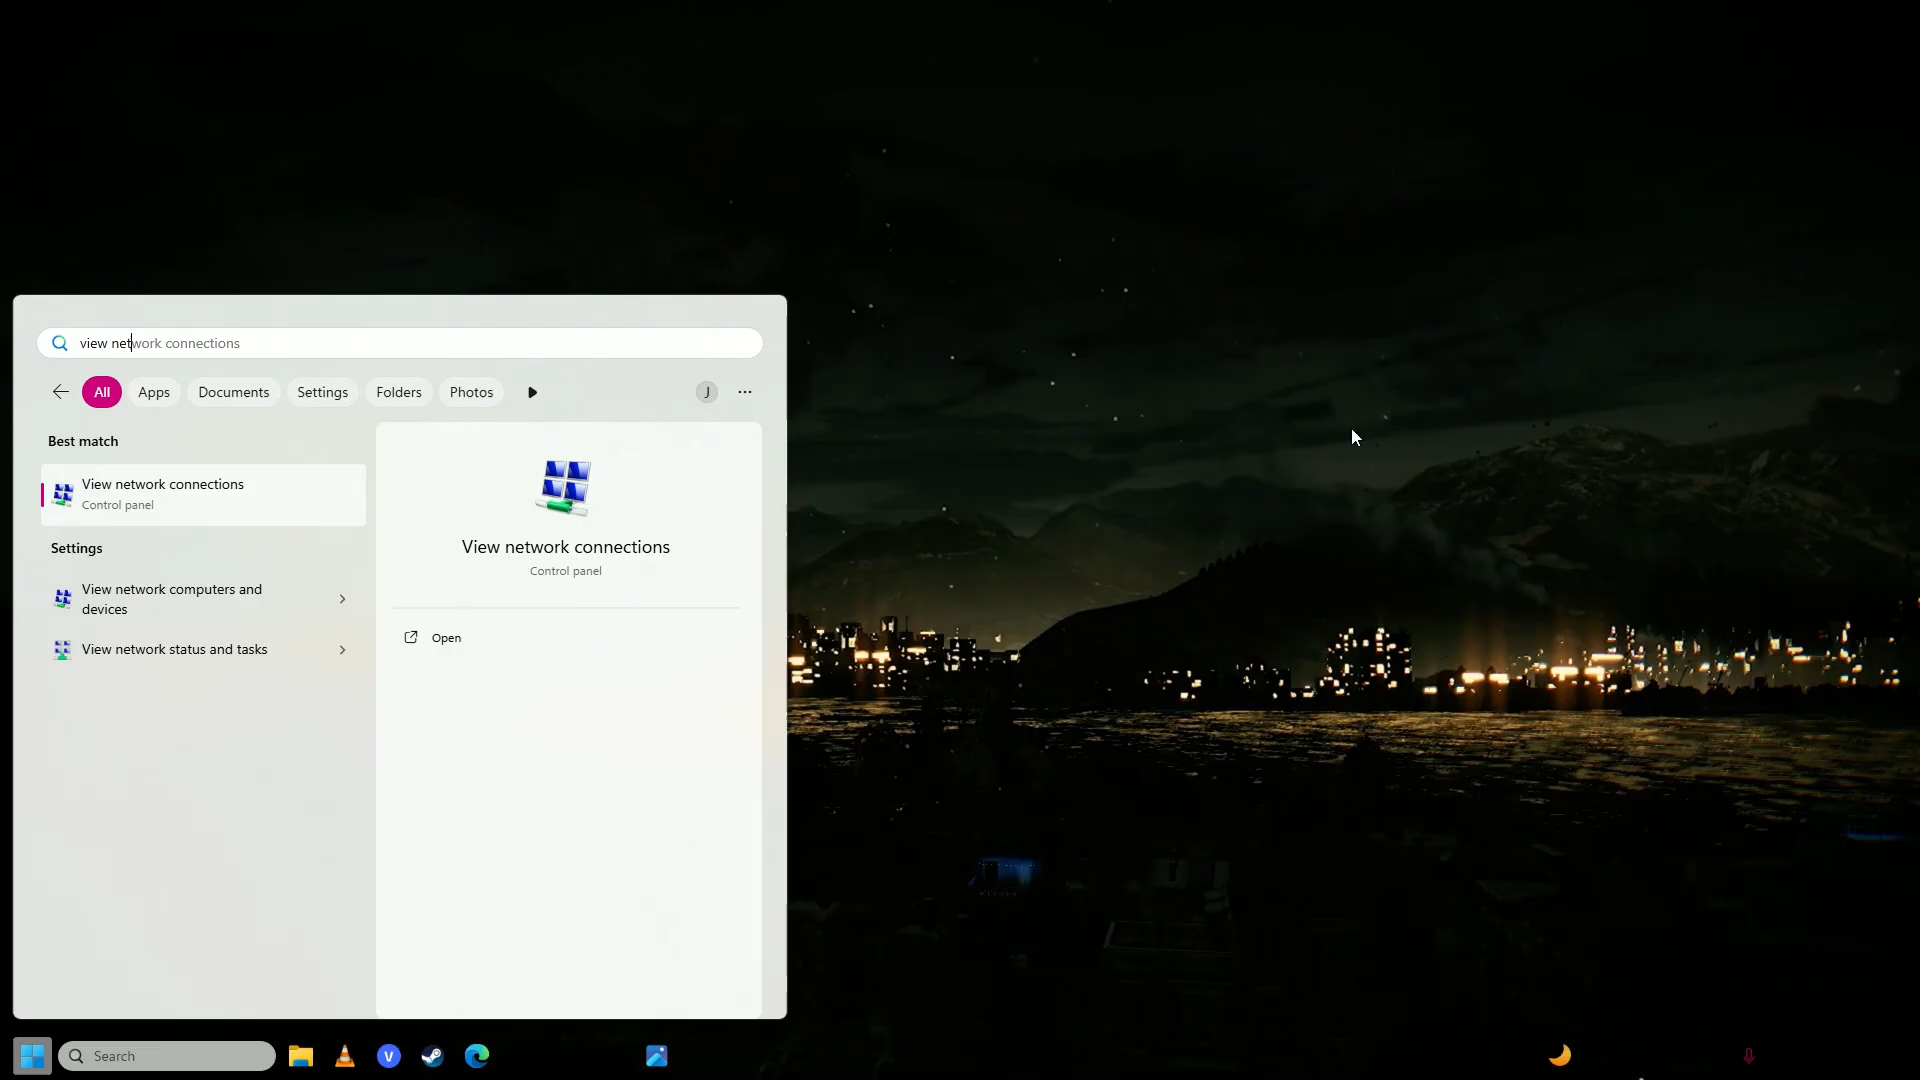 view network connections
All Apps Documents Settings Folders Photos J
Best match
View network connections
Control panel
Settings
View network computers and
devices
View network status and tasks
View network connections
Control panel
Open
Search
V